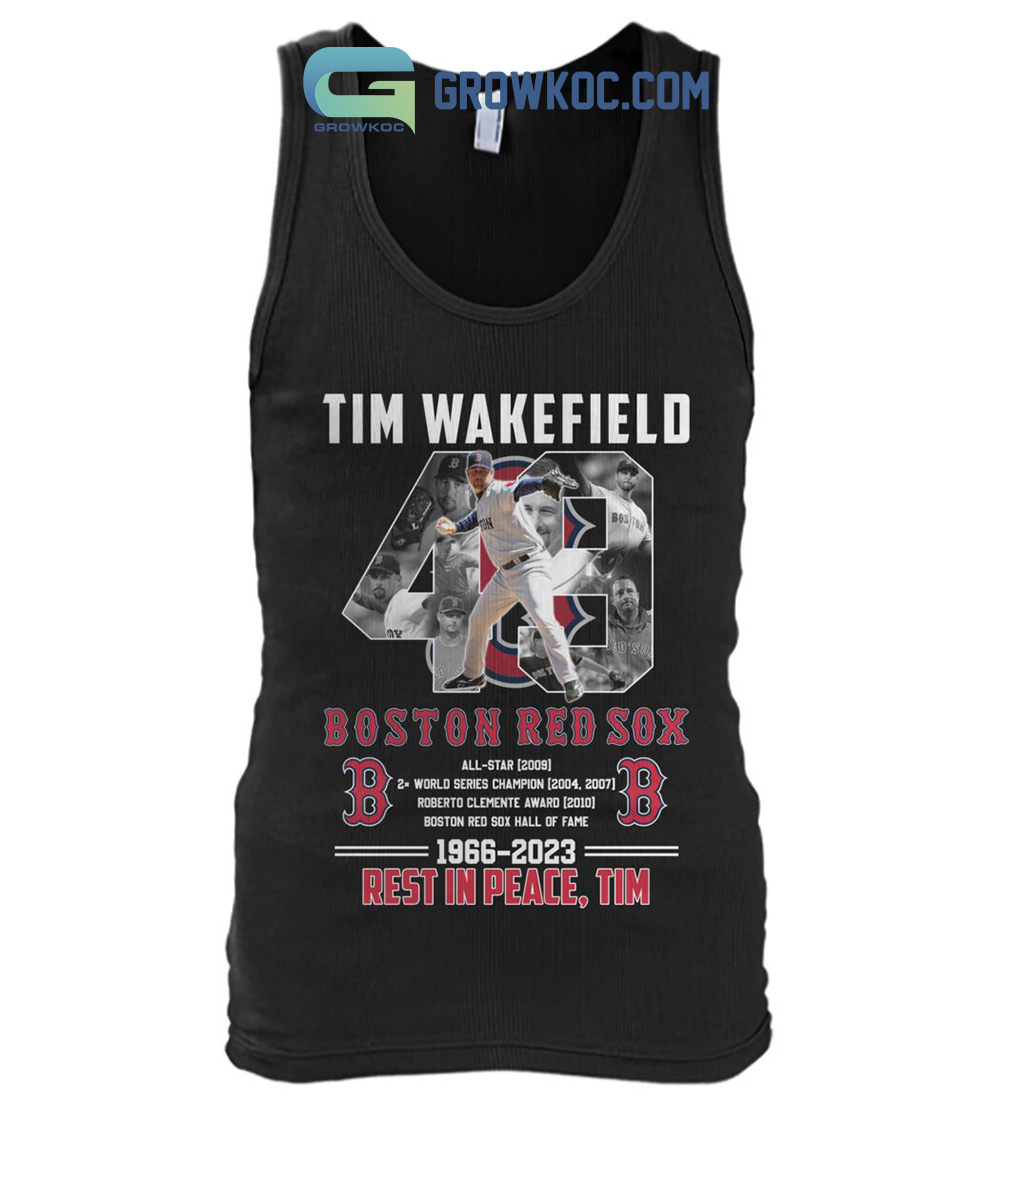 GROWKOC.COM
GROWKOC
TIM WAKEFIELD
49
BOSTON RED SOX
ALL-STAR [2009]
2× WORLD SERIES CHAMPION [2004, 2007]
ROBERTO CLEMENTE AWARD [2010]
BOSTON RED SOX HALL OF FAME
B
B
1966-2023
REST IN PEACE, TIM